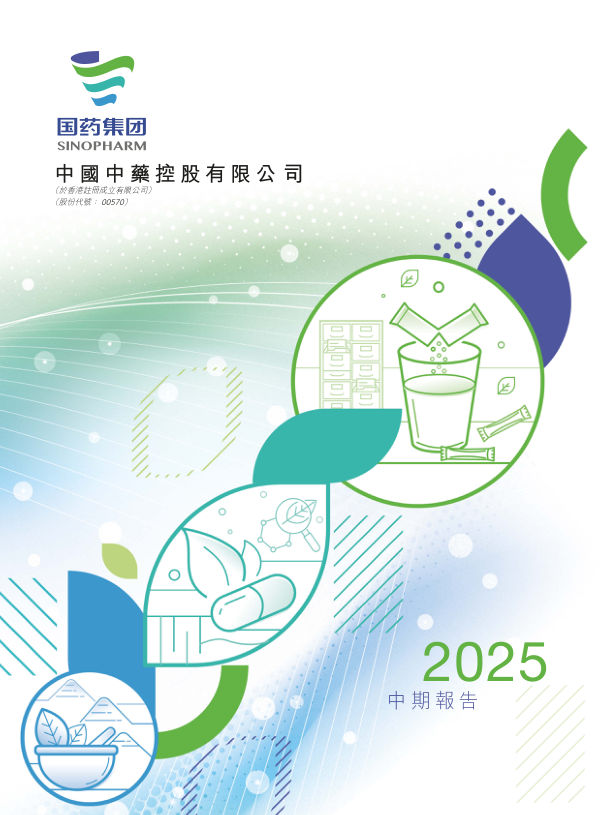 国药集团
SINOPHARM
中國中藥控股有限公司
（於香港註冊成立有限公司）
（股份代號：00570）
2025
中期報告